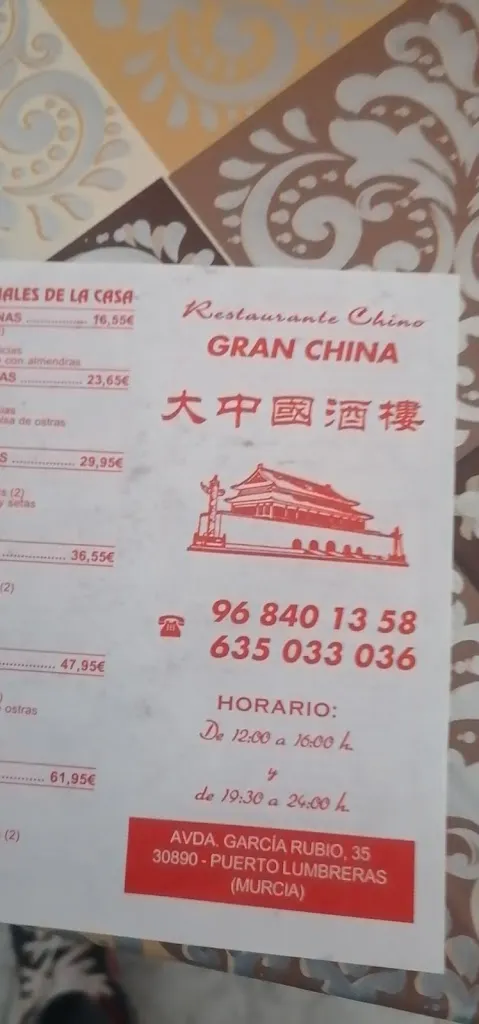 IALES DE LA CASA
NAS .................. 16,55€
con almendras
AS ................. 23,65€
sa de ostras
S ................. 29,95€
s (2)
y setas
.................. 36,55€
(2)
.................. 47,95€
ostras
.......... 61,95€
(2)
Restaurante Chino
GRAN CHINA
大中國酒樓
96 840 13 58
635 033 036
HORARIO:
De 12:00 a 16:00 h.
y
de 19:30 a 24:00 h.
AVDA. GARCÍA RUBIO, 35
30890 - PUERTO LUMBRERAS
(MURCIA)